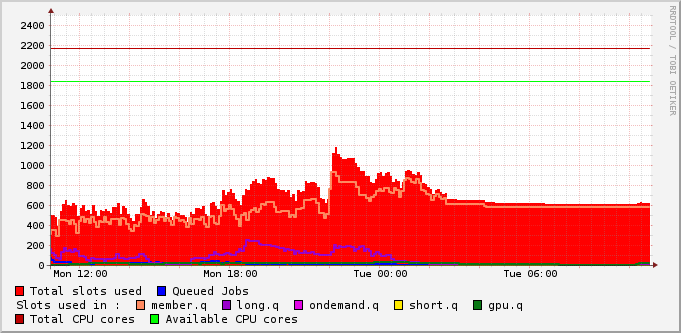 RRDTOOL / TOBI OETIKER
2400
2200
2000
1800
1600
1400
1200
1000
800
600
400
200
0
Mon 12:00 Mon 18:00 Tue 00:00 Tue 06:00
Total slots used Queued Jobs
Slots used in : member.q long.q ondemand.q short.q gpu.q
Total CPU cores Available CPU cores